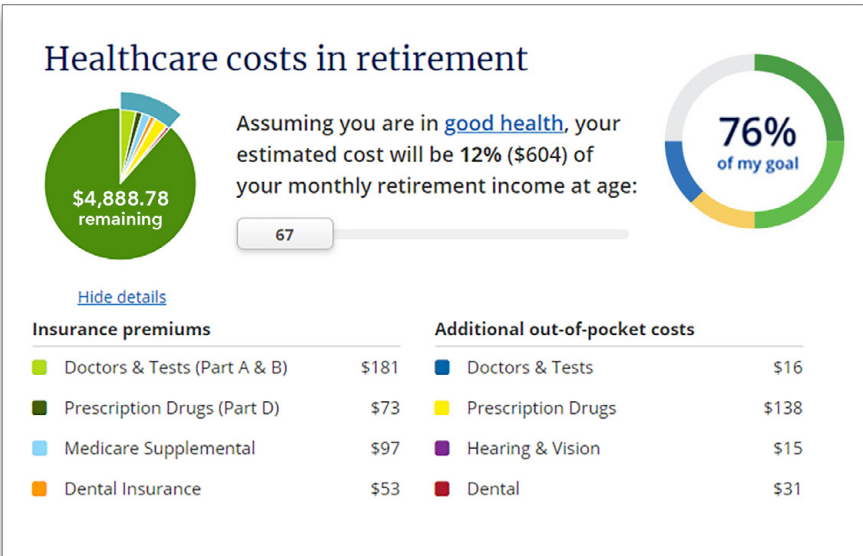 Healthcare costs in retirement
$4,888.78
remaining
Assuming you are in good health, your
estimated cost will be 12% ($604) of
your monthly retirement income at age:
67
76%
of my goal
Hide details
Insurance premiums
Doctors & Tests (Part A & B) $181
Prescription Drugs (Part D) $73
Medicare Supplemental $97
Dental Insurance $53
Additional out-of-pocket costs
Doctors & Tests $16
Prescription Drugs $138
Hearing & Vision $15
Dental $31